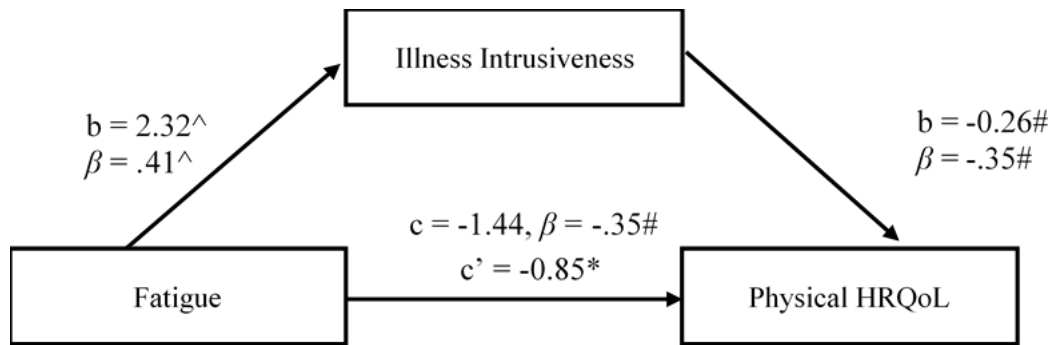 Illness Intrusiveness
b = 2.32^
β = .41^
b = -0.26#
β = -.35#
c = -1.44, β = -.35#
c’ = -0.85*
Fatigue
Physical HRQoL